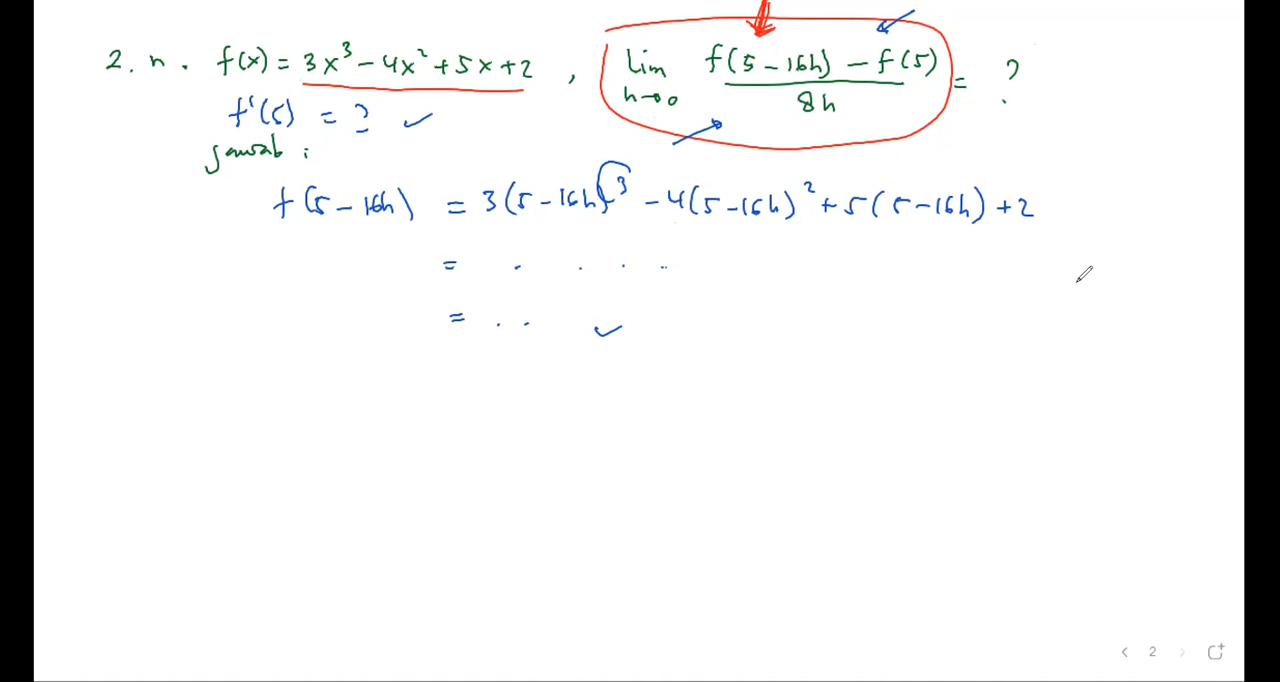 2. n. f(x) = 3x³ - 4x² + 5x + 2 , lim h→0 f(5 - 16h) - f(5) / 8h = ?
f'(5) = ?
Jawab :
f(5 - 16h) = 3(5 - 16h)³ - 4(5 - 16h)² + 5(5 - 16h) + 2
= . . . ..
= . .
2